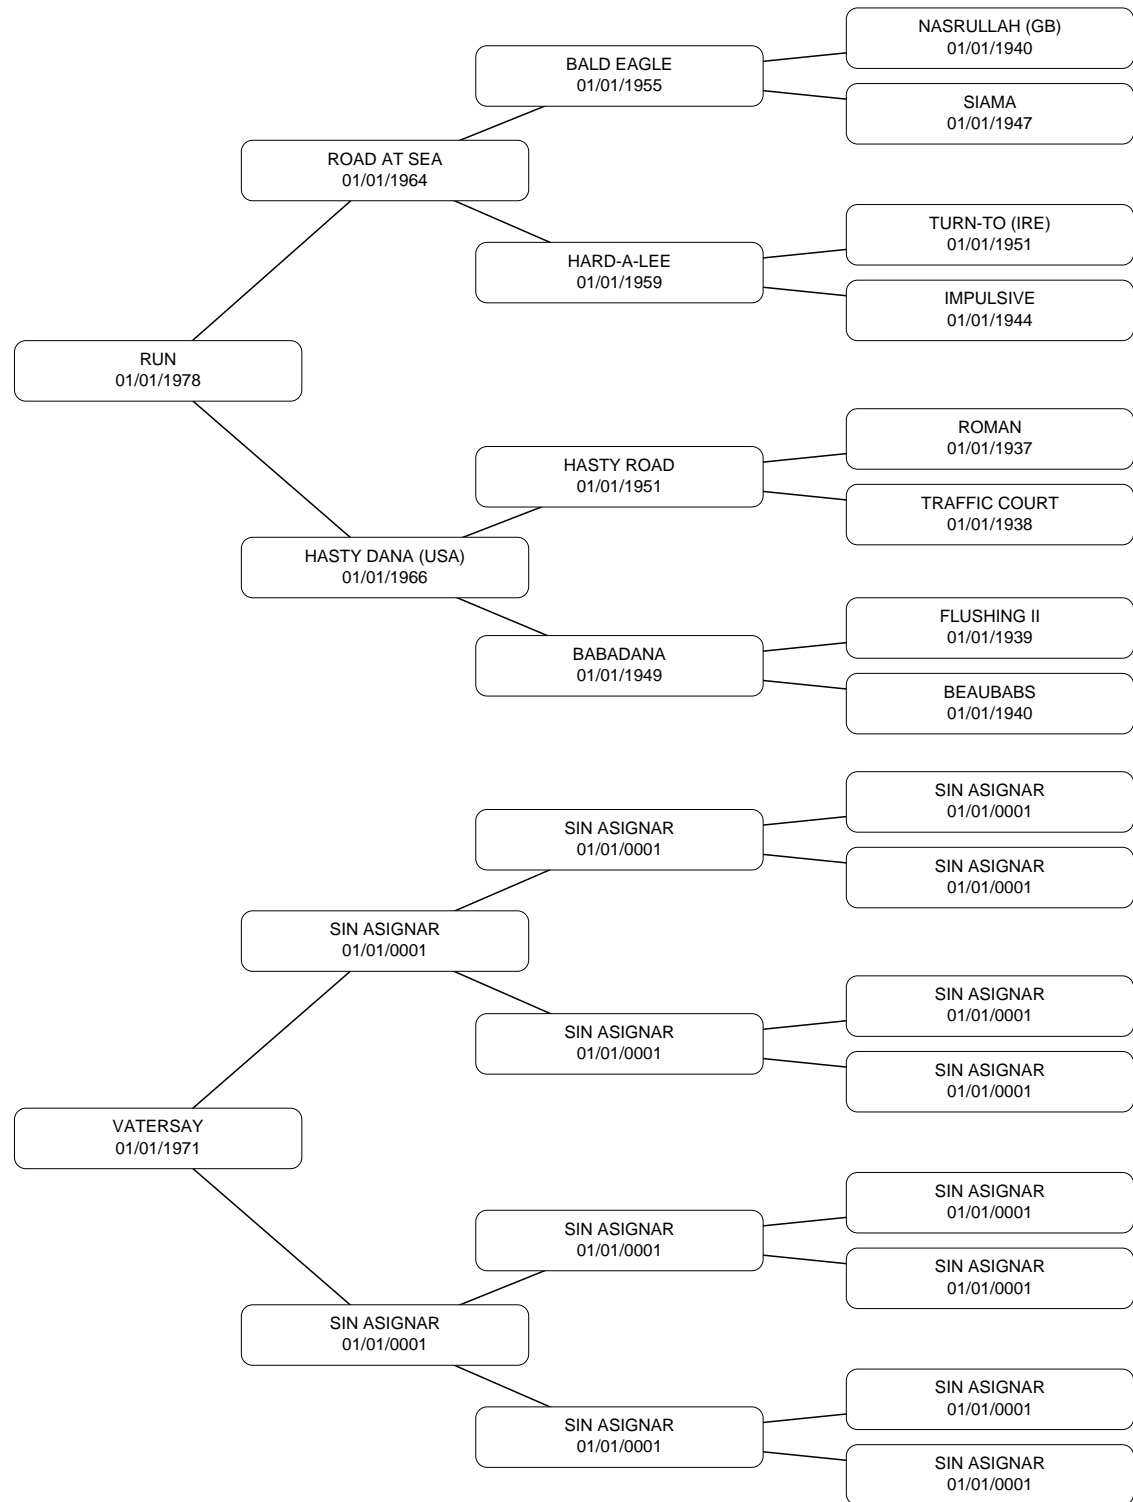 NASRULLAH (GB)
01/01/1940
BALD EAGLE
01/01/1955
SIAMA
01/01/1947
ROAD AT SEA
01/01/1964
TURN-TO (IRE)
01/01/1951
HARD-A-LEE
01/01/1959
IMPULSIVE
01/01/1944
RUN
01/01/1978
ROMAN
01/01/1937
HASTY ROAD
01/01/1951
TRAFFIC COURT
01/01/1938
HASTY DANA (USA)
01/01/1966
FLUSHING II
01/01/1939
BABADANA
01/01/1949
BEAUBABS
01/01/1940
SIN ASIGNAR
01/01/0001
SIN ASIGNAR
01/01/0001
SIN ASIGNAR
01/01/0001
SIN ASIGNAR
01/01/0001
SIN ASIGNAR
01/01/0001
SIN ASIGNAR
01/01/0001
SIN ASIGNAR
01/01/0001
VATERSAY
01/01/1971
SIN ASIGNAR
01/01/0001
SIN ASIGNAR
01/01/0001
SIN ASIGNAR
01/01/0001
SIN ASIGNAR
01/01/0001
SIN ASIGNAR
01/01/0001
SIN ASIGNAR
01/01/0001
SIN ASIGNAR
01/01/0001